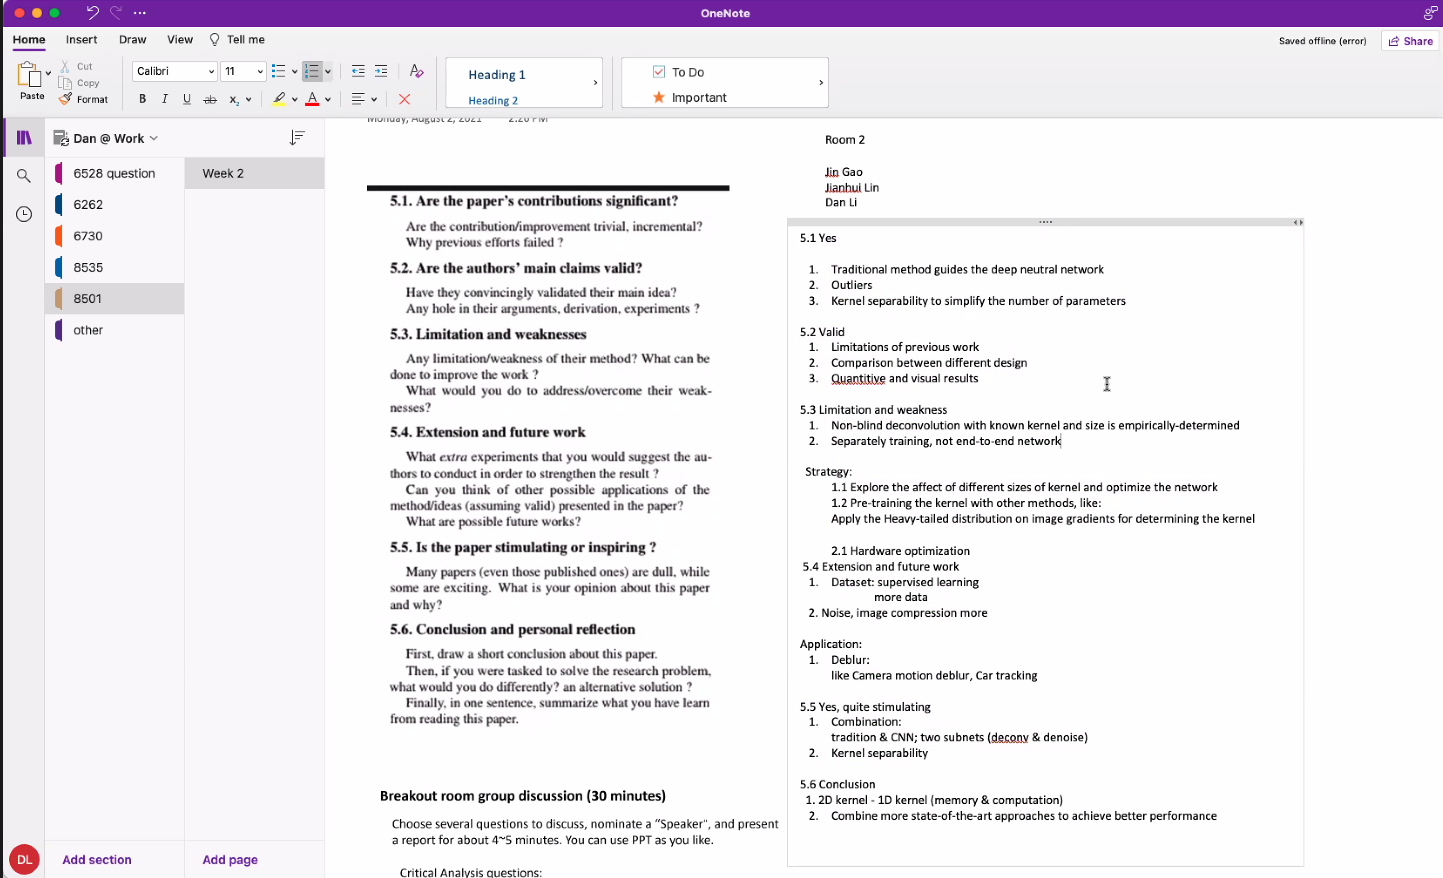 OneNote
Home Insert Draw View Tell me
Saved offline (error) Share
Paste
Cut
Copy
Format
Calibri 11
B I U ab x
A
Heading 1
Heading 2
To Do
Important
Dan @ Work
6528 question
6262
6730
8535
8501
other
Week 2
Add section
Add page
DL
Monday, August 2, 2021 2:26 PM
5.1. Are the paper's contributions significant?
Are the contribution/improvement trivial, incremental?
Why previous efforts failed ?
5.2. Are the authors' main claims valid?
Have they convincingly validated their main idea?
Any hole in their arguments, derivation, experiments ?
5.3. Limitation and weaknesses
Any limitation/weakness of their method? What can be
done to improve the work ?
What would you do to address/overcome their weak-
nesses?
5.4. Extension and future work
What extra experiments that you would suggest the au-
thors to conduct in order to strengthen the result ?
Can you think of other possible applications of the
method/ideas (assuming valid) presented in the paper?
What are possible future works?
5.5. Is the paper stimulating or inspiring ?
Many papers (even those published ones) are dull, while
some are exciting. What is your opinion about this paper
and why?
5.6. Conclusion and personal reflection
First, draw a short conclusion about this paper.
Then, if you were tasked to solve the research problem,
what would you do differently? an alternative solution ?
Finally, in one sentence, summarize what you have learn
from reading this paper.
Breakout room group discussion (30 minutes)
Choose several questions to discuss, nominate a "Speaker", and present
a report for about 4~5 minutes. You can use PPT as you like.
Critical Analysis questions:
Room 2
Jin Gao
Jianhui Lin
Dan Li
5.1 Yes
1. Traditional method guides the deep neutral network
2. Outliers
3. Kernel separability to simplify the number of parameters
5.2 Valid
1. Limitations of previous work
2. Comparison between different design
3. Quantitive and visual results
5.3 Limitation and weakness
1. Non-blind deconvolution with known kernel and size is empirically-determined
2. Separately training, not end-to-end network
Strategy:
1.1 Explore the affect of different sizes of kernel and optimize the network
1.2 Pre-training the kernel with other methods, like:
Apply the Heavy-tailed distribution on image gradients for determining the kernel
2.1 Hardware optimization
5.4 Extension and future work
1. Dataset: supervised learning
more data
2. Noise, image compression more
Application:
1. Deblur:
like Camera motion deblur, Car tracking
5.5 Yes, quite stimulating
1. Combination:
tradition & CNN; two subnets (deconv & denoise)
2. Kernel separability
5.6 Conclusion
1. 2D kernel - 1D kernel (memory & computation)
2. Combine more state-of-the-art approaches to achieve better performance